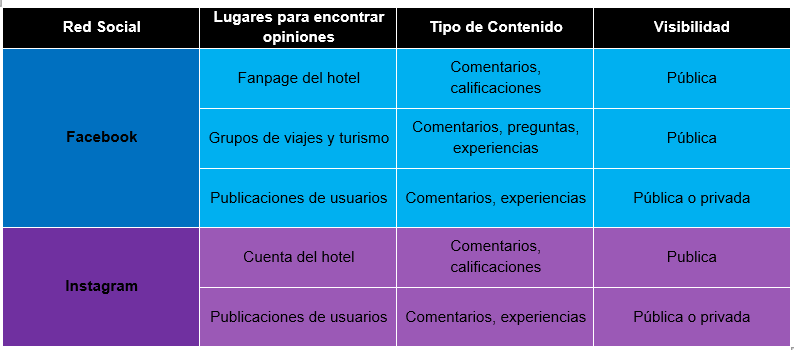 Red Social
Lugares para encontrar
opiniones
Tipo de Contenido
Visibilidad
Facebook
Fanpage del hotel
Comentarios,
calificaciones
Pública
Grupos de viajes y turismo
Comentarios, preguntas,
experiencias
Pública
Publicaciones de usuarios
Comentarios, experiencias
Pública o privada
Instagram
Cuenta del hotel
Comentarios,
calificaciones
Publica
Publicaciones de usuarios
Comentarios, experiencias
Pública o privada